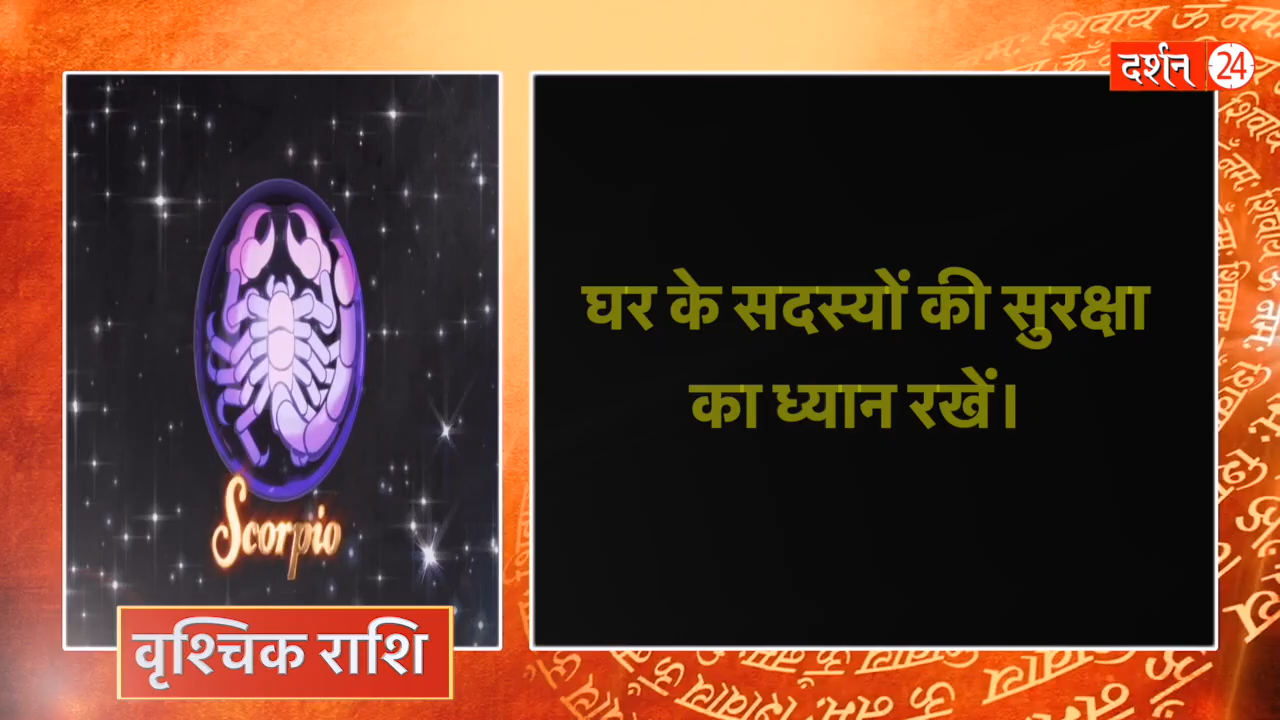 दर्शन 24
घर के सदस्यों की सुरक्षा
का ध्यान रखें।
Scorpio
वृश्चिक राशि